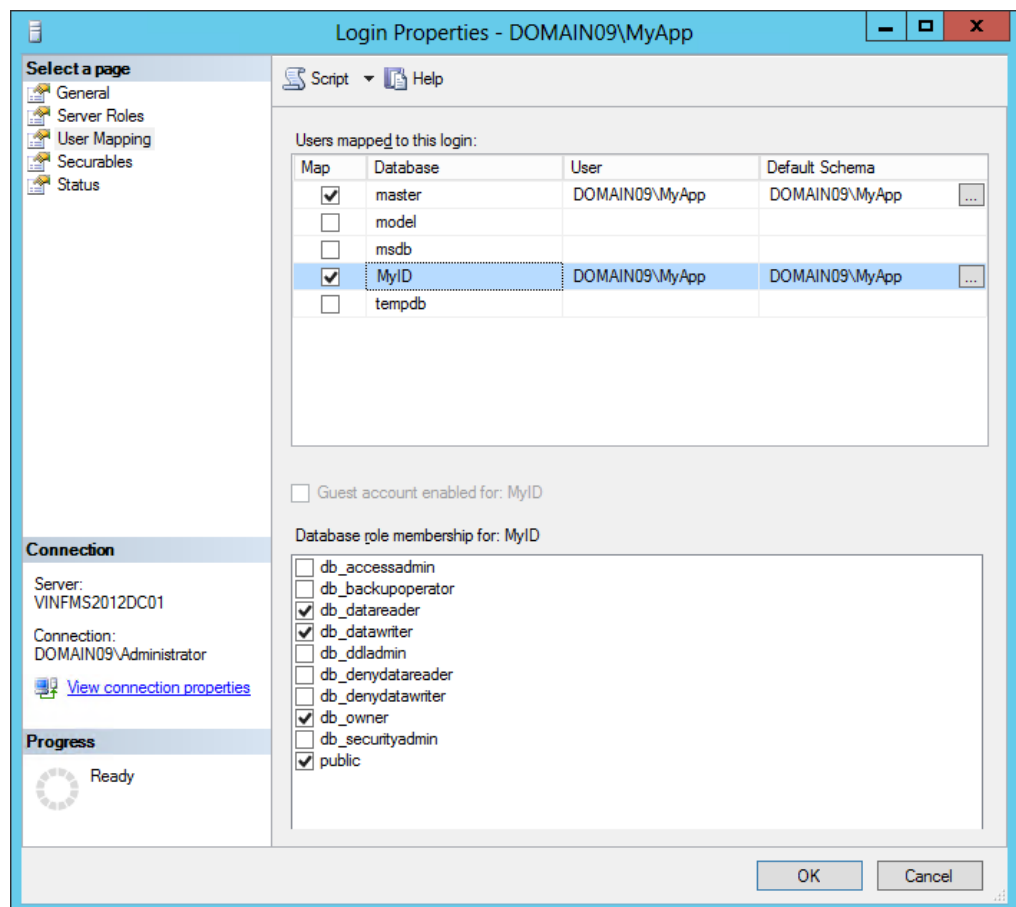 Login Properties - DOMAIN09\MyApp
Select a page
General
Server Roles
User Mapping
Securables
Status
Script
Help
Users mapped to this login:
Map Database User Default Schema
master DOMAIN09\MyApp DOMAIN09\MyApp ...
model
msdb
MyID DOMAIN09\MyApp DOMAIN09\MyApp ...
tempdb
Guest account enabled for: MyID
Database role membership for: MyID
db_accessadmin
db_backupoperator
db_datareader
db_datawriter
db_ddladmin
db_denydatareader
db_denydatawriter
db_owner
db_securityadmin
public
Connection
Server:
VINFMS2012DC01
Connection:
DOMAIN09\Administrator
View connection properties
Progress
Ready
OK
Cancel